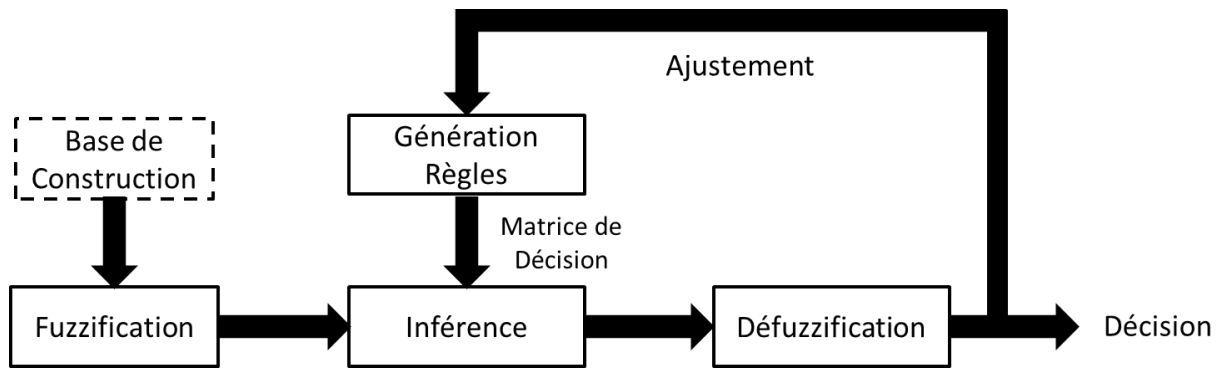 Ajustement
Base de
Construction
Génération
Règles
Matrice de
Décision
Fuzzification
Inférence
Défuzzification
Décision